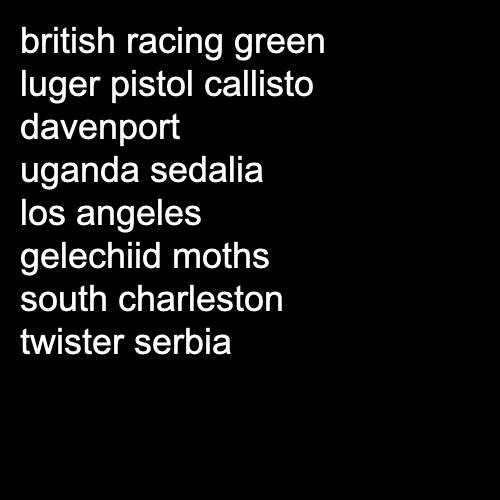 british racing green
luger pistol callisto
davenport
uganda sedalia
los angeles
gelechiid moths
south charleston
twister serbia